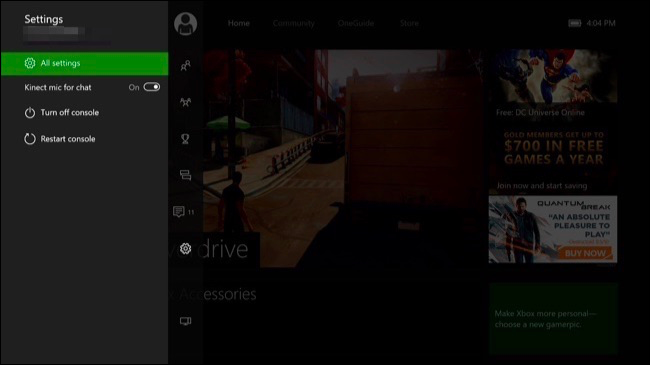 Settings
All settings
Kinect mic for chat On
Turn off console
Restart console
11
Home Community OneGuide Store
4:04 PM
Free: DC Universe Online
GOLD MEMBERS GET UP TO
$700 IN FREE
GAMES A YEAR
Join now and start saving
QUANTUM
BREAK
"AN ABSOLUTE
PLEASURE TO
PLAY"
BUY NOW
drive
Accessories
Make Xbox more personal—
choose a new gamerpic.